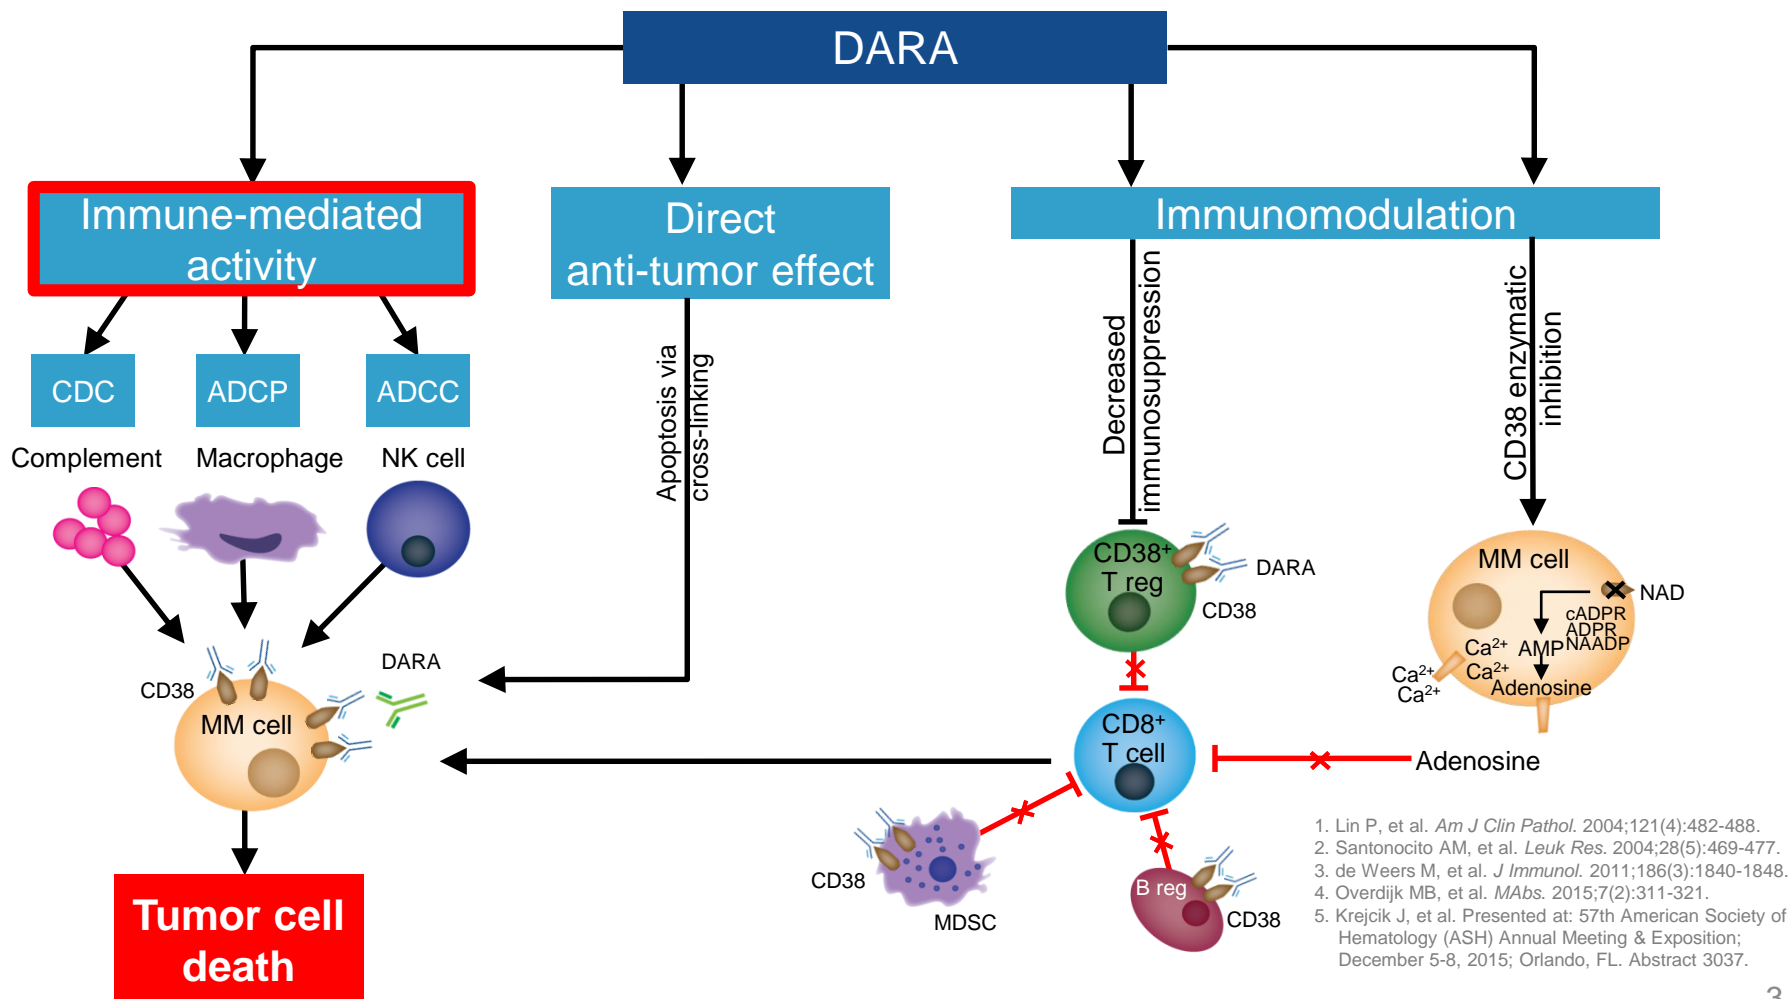 DARA
Immune-mediated
activity
Direct
anti-tumor effect
Immunomodulation
CDC
ADCP
ADCC
Complement
Macrophage
NK cell
Apoptosis via
cross-linking
Decreased
immunosuppression
CD38 enzymatic
inhibition
CD38+
T reg
DARA
CD38
MM cell
NAD
cADPR
ADPR
NAADP
AMP
Ca2+
Ca2+
Ca2+
Ca2+
Adenosine
DARA
CD38
MM cell
CD8+
T cell
Adenosine
CD38
MDSC
B reg
CD38
Tumor cell
death
1. Lin P, et al. Am J Clin Pathol. 2004;121(4):482-488.
2. Santonocito AM, et al. Leuk Res. 2004;28(5):469-477.
3. de Weers M, et al. J Immunol. 2011;186(3):1840-1848.
4. Overdijk MB, et al. MAbs. 2015;7(2):311-321.
5. Krejcik J, et al. Presented at: 57th American Society of
Hematology (ASH) Annual Meeting & Exposition;
December 5-8, 2015; Orlando, FL. Abstract 3037.
3